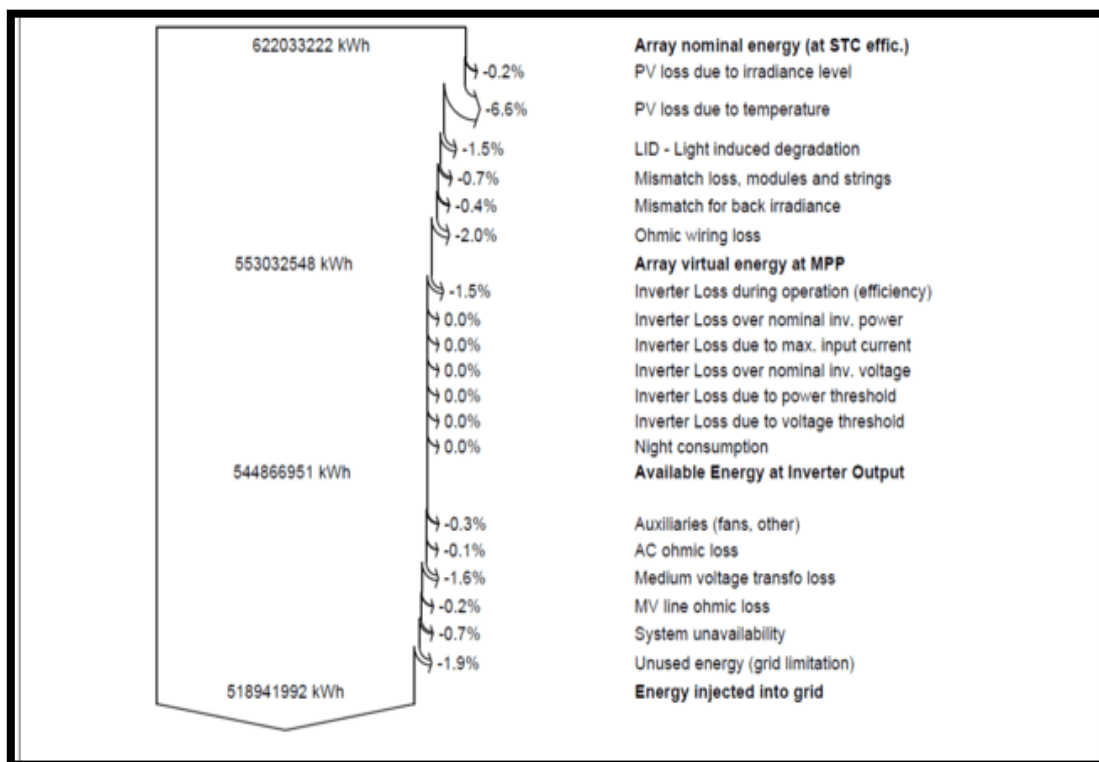 622033222 kWh Array nominal energy (at STC effic.)
-0.2% PV loss due to irradiance level
-6.6% PV loss due to temperature
-1.5% LID - Light induced degradation
-0.7% Mismatch loss, modules and strings
-0.4% Mismatch for back irradiance
-2.0% Ohmic wiring loss
553032548 kWh Array virtual energy at MPP
-1.5% Inverter Loss during operation (efficiency)
0.0% Inverter Loss over nominal inv. power
0.0% Inverter Loss due to max. input current
0.0% Inverter Loss over nominal inv. voltage
0.0% Inverter Loss due to power threshold
0.0% Inverter Loss due to voltage threshold
0.0% Night consumption
544866951 kWh Available Energy at Inverter Output
-0.3% Auxiliaries (fans, other)
-0.1% AC ohmic loss
-1.6% Medium voltage transfo loss
-0.2% MV line ohmic loss
-0.7% System unavailability
-1.9% Unused energy (grid limitation)
518941992 kWh Energy injected into grid